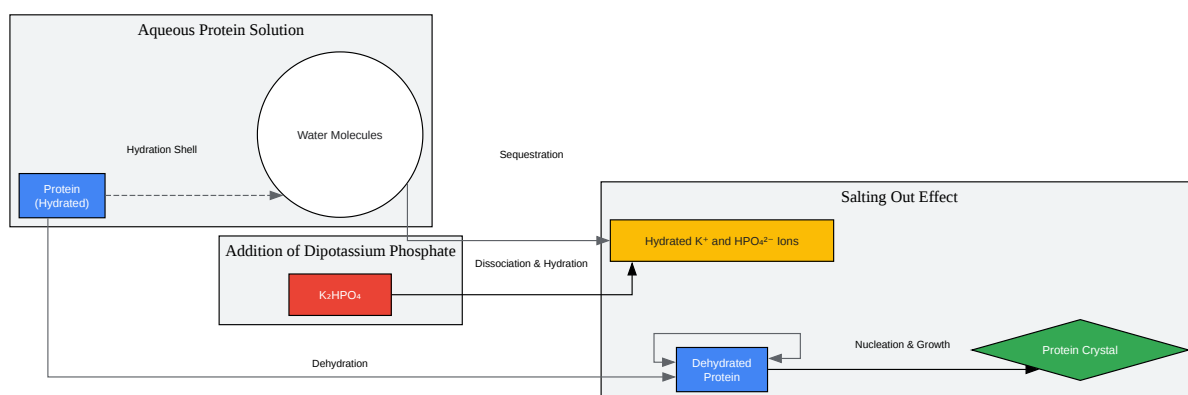 Aqueous Protein Solution
Water Molecules
Hydration Shell
Sequestration
Protein
(Hydrated)
Salting Out Effect
Hydrated K⁺ and HPO₄²⁻ Ions
Addition of Dipotassium Phosphate
Dissociation & Hydration
K₂HPO₄
Nucleation & Growth
Protein Crystal
Dehydration
Dehydrated
Protein